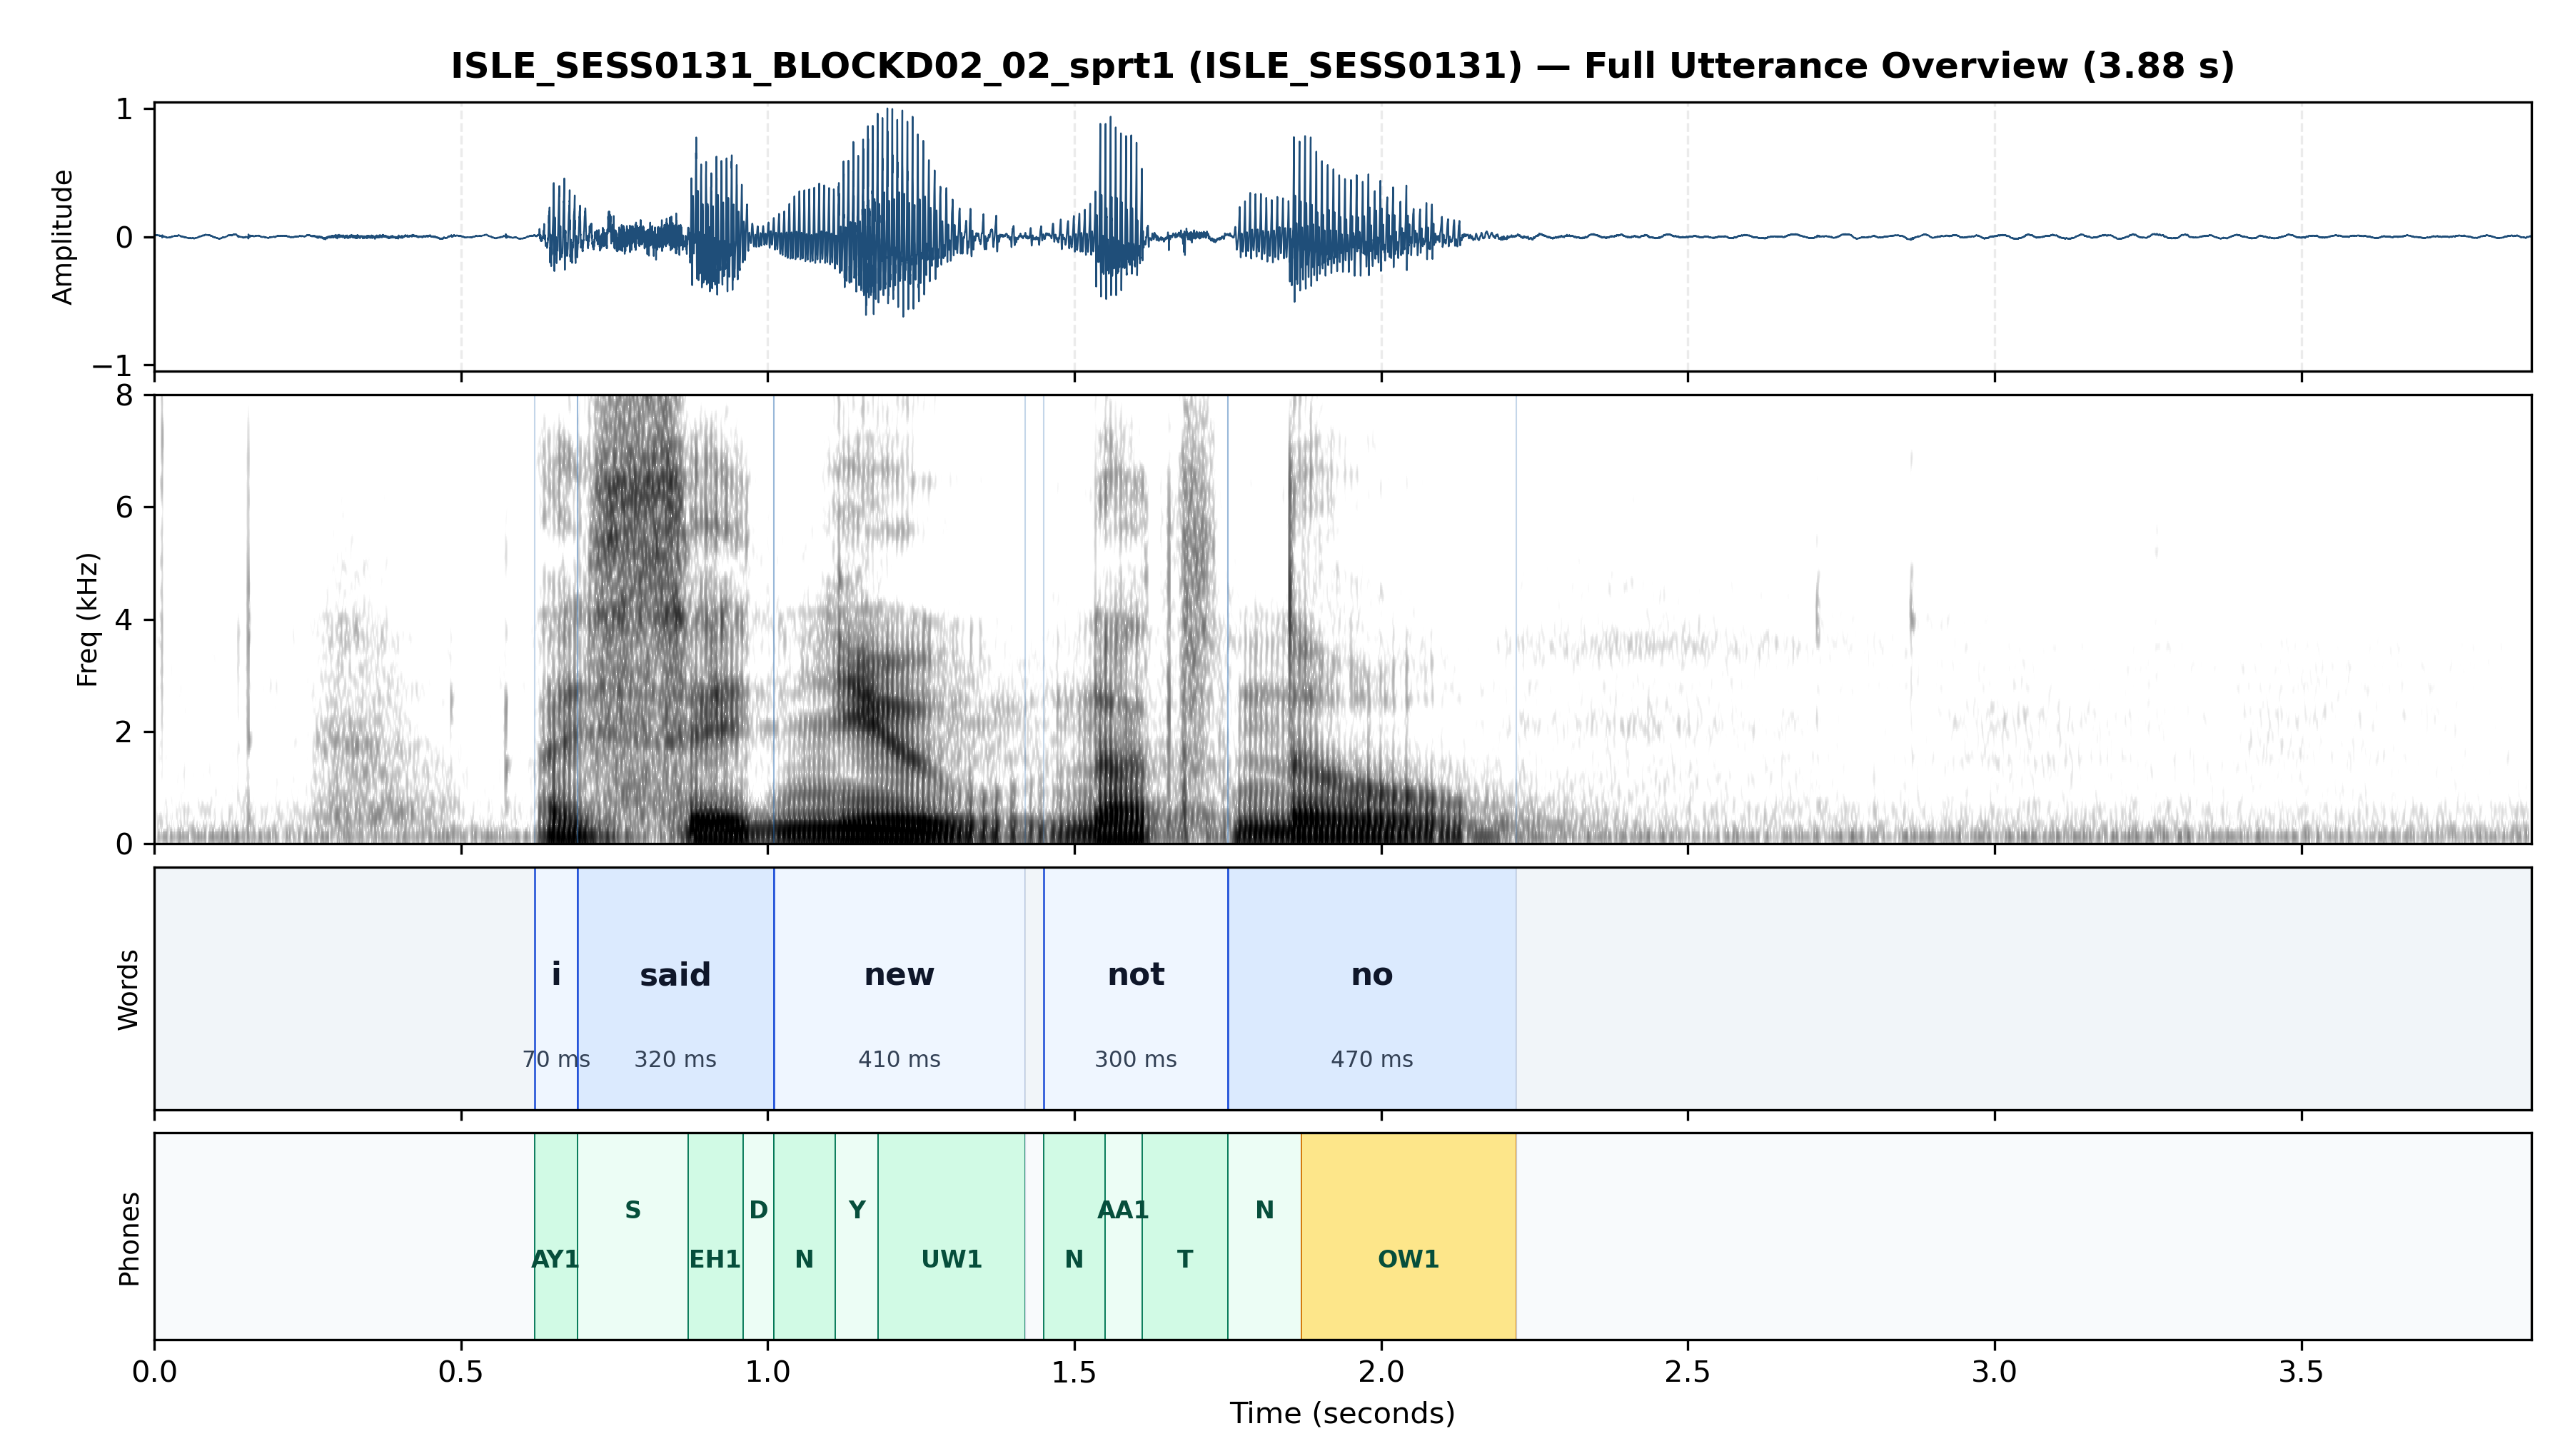 ISLE_SESS0131_BLOCKD02_02_sprt1 (ISLE_SESS0131) — Full Utterance Overview (3.88 s)
Amplitude
1
0
−1
Freq (kHz)
8
6
4
2
0
Words
i said new not no
70 ms 320 ms 410 ms 300 ms 470 ms
Phones
S D Y AA1 N
AY1 EH1 N UW1 N T OW1
0.0 0.5 1.0 1.5 2.0 2.5 3.0 3.5
Time (seconds)